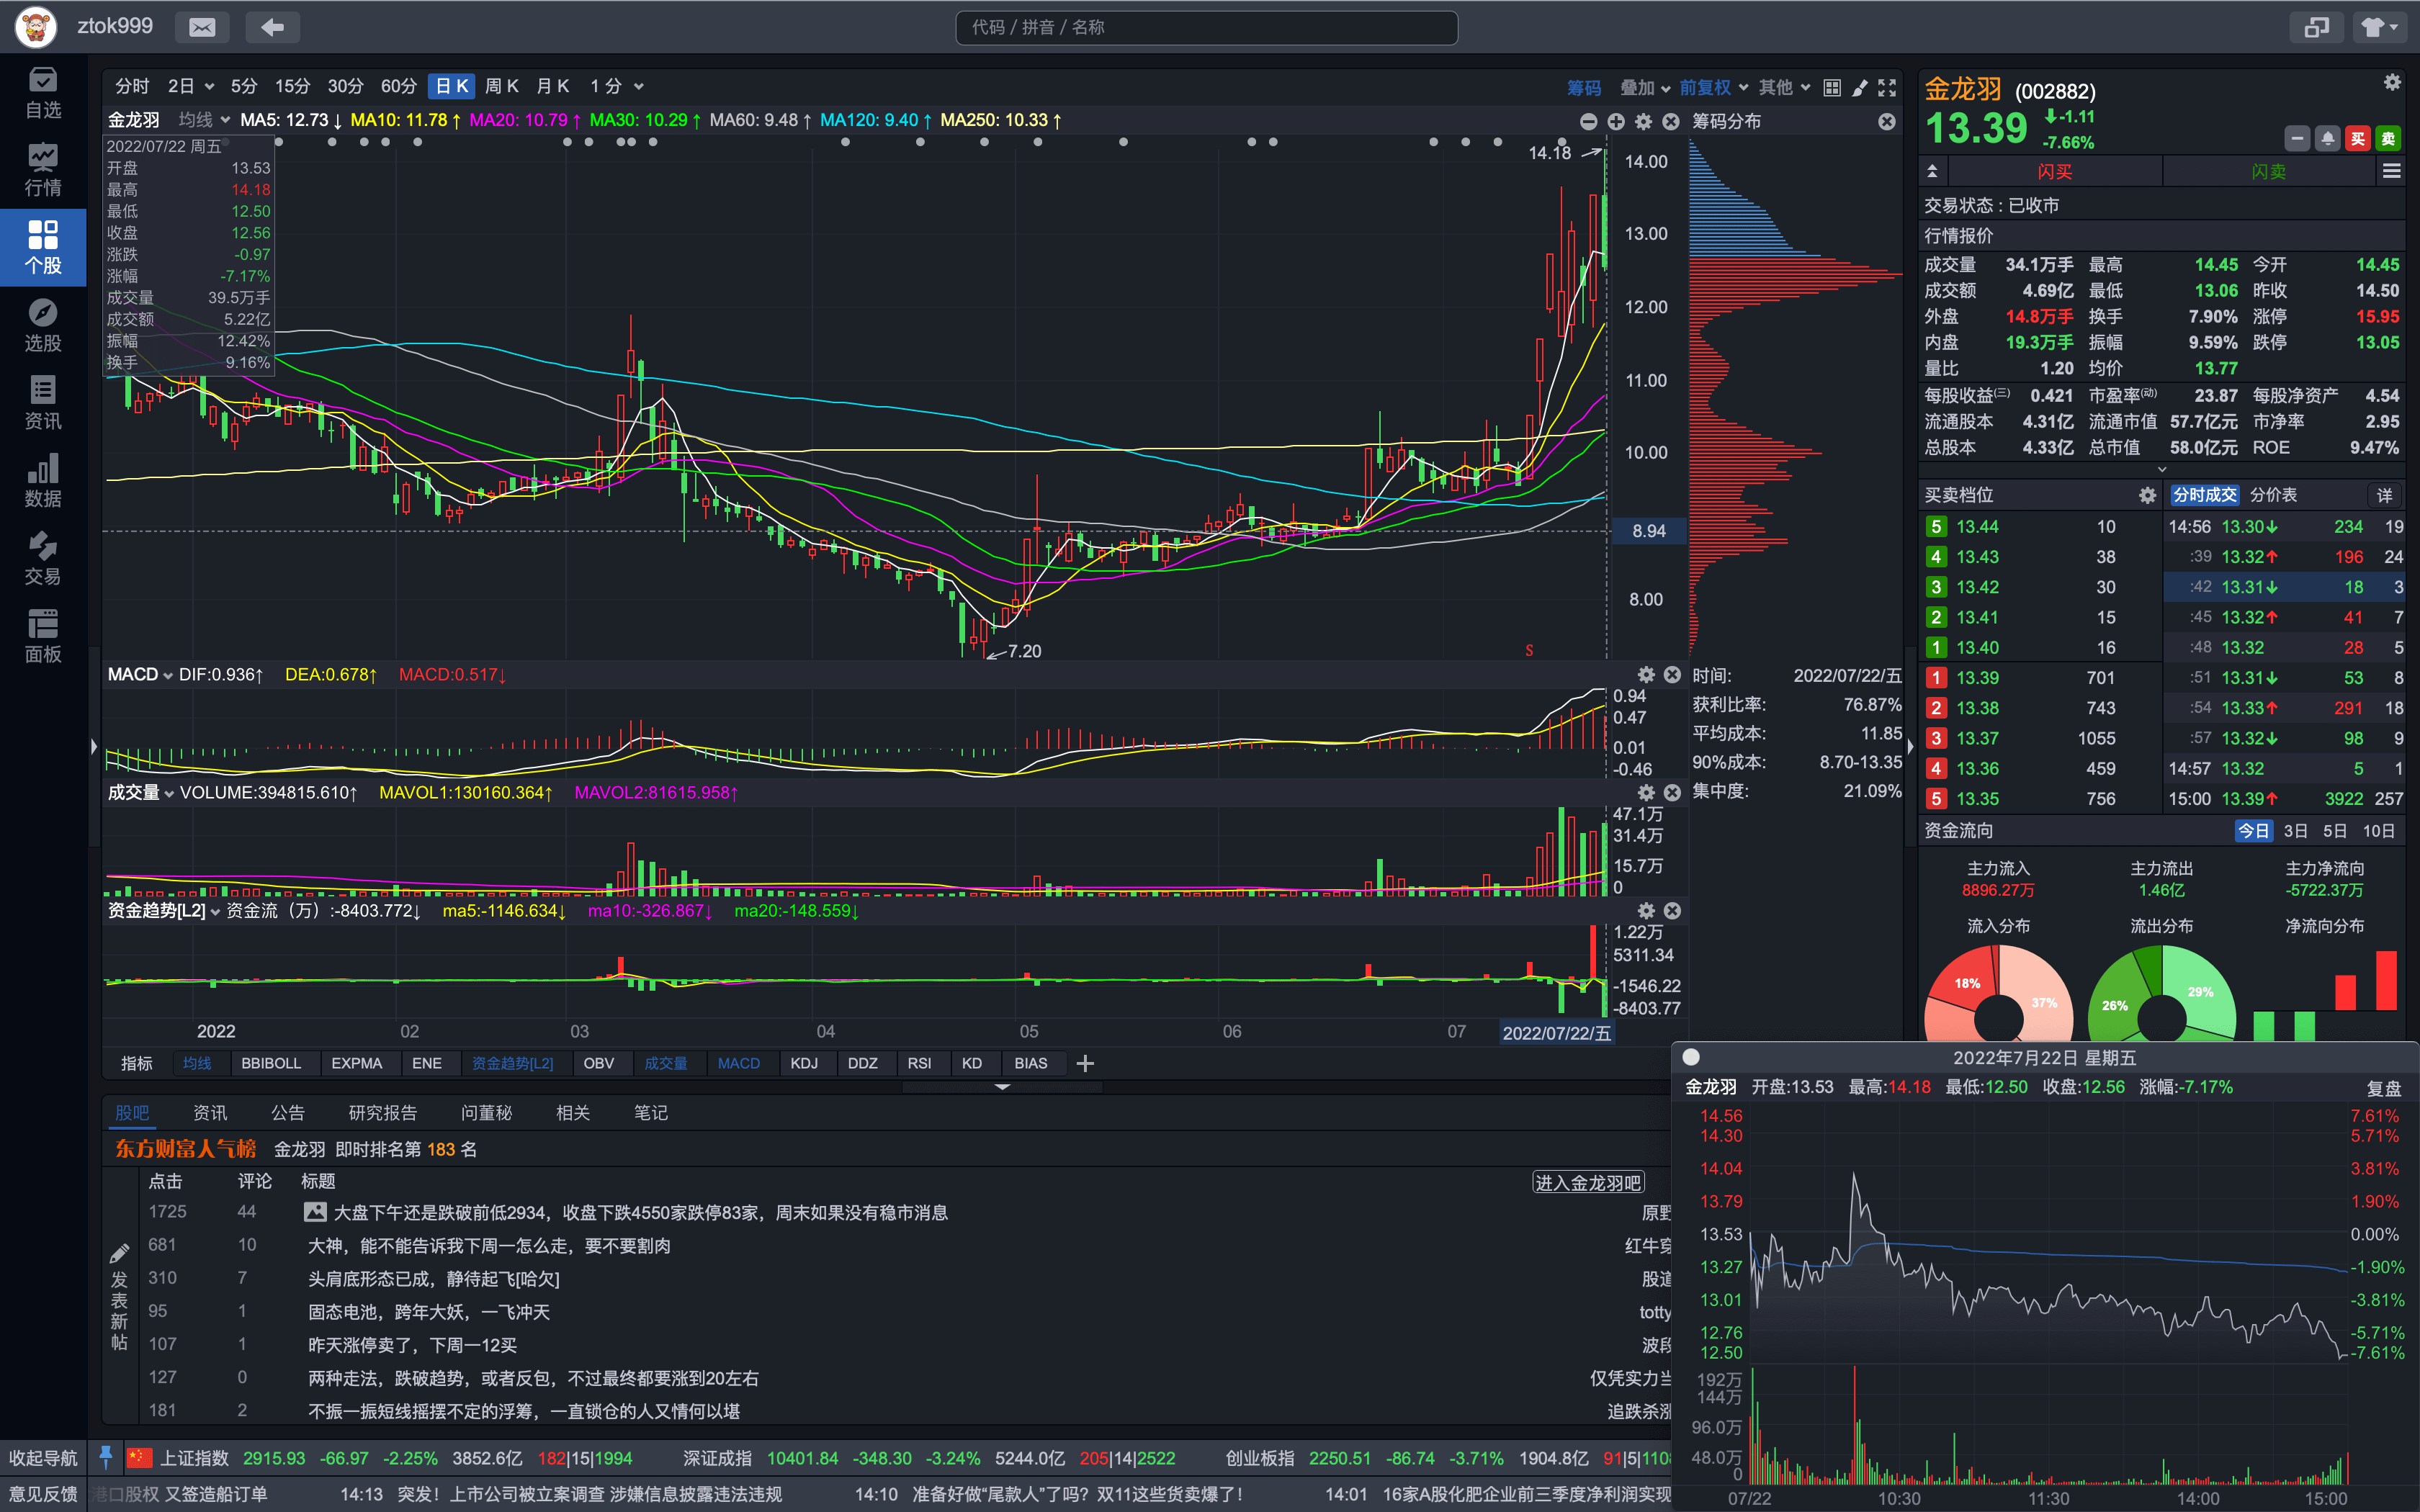 ztok999
代码 / 拼音 / 名称
自选
行情
个股
选股
资讯
数据
交易
面板
分时 2日 5分 15分 30分 60分 日K 周K 月K 1分 筹码 叠加 前复权 其他
金龙羽 均线 MA5: 12.73↓ MA10: 11.78↑ MA20: 10.79↑ MA30: 10.29↑ MA60: 9.48↑ MA120: 9.40↑ MA250: 10.33↑ 筹码分布
2022/07/22 周五
开盘 13.53
最高 14.18
最低 12.50
收盘 12.56
涨跌 -0.97
涨幅 -7.17%
成交量 39.5万手
成交额 5.22亿
振幅 12.42%
换手 9.16%
14.18
14.00
13.00
12.00
11.00
10.00
8.94
8.00
7.20
S
MACD DIF:0.936↑ DEA:0.678↑ MACD:0.517↓
0.94
0.47
0.01
-0.46
成交量 VOLUME:394815.610↑ MAVOL1:130160.364↑ MAVOL2:81615.958↑
47.1万
31.4万
15.7万
0
资金趋势[L2] 资金流（万）:-8403.772↓ ma5:-1146.634↓ ma10:-326.867↓ ma20:-148.559↓
1.22万
5311.34
-1546.22
-8403.77
2022 02 03 04 05 06 07 2022/07/22/五
时间: 2022/07/22/五
获利比率: 76.87%
平均成本: 11.85
90%成本: 8.70-13.35
集中度: 21.09%
指标 均线 BBIBOLL EXPMA ENE 资金趋势[L2] OBV 成交量 MACD KDJ DDZ RSI KD BIAS
股吧 资讯 公告 研究报告 问董秘 相关 笔记
东方财富人气榜 金龙羽 即时排名第 183 名
点击 评论 标题 进入金龙羽吧
1725 44 大盘下午还是跌破前低2934，收盘下跌4550家跌停83家，周末如果没有稳市消息 原野
681 10 大神，能不能告诉我下周一怎么走，要不要割肉 红牛穿
310 7 头肩底形态已成，静待起飞[哈欠] 股道
95 1 固态电池，跨年大妖，一飞冲天 totty
107 1 昨天涨停卖了，下周一12买 波段
127 0 两种走法，跌破趋势，或者反包，不过最终都要涨到20左右 仅凭实力当
181 2 不振一振短线摇摆不定的浮筹，一直锁仓的人又情何以堪 追跌杀涨
发表新帖
金龙羽 (002882)
13.39 ↓-1.11
-7.66%
买 卖
闪买 闪卖
交易状态 : 已收市
行情报价
成交量 34.1万手 最高 14.45 今开 14.45
成交额 4.69亿 最低 13.06 昨收 14.50
外盘 14.8万手 换手 7.90% 涨停 15.95
内盘 19.3万手 振幅 9.59% 跌停 13.05
量比 1.20 均价 13.77
每股收益(三) 0.421 市盈率(动) 23.87 每股净资产 4.54
流通股本 4.31亿 流通市值 57.7亿元 市净率 2.95
总股本 4.33亿 总市值 58.0亿元 ROE 9.47%
买卖档位 分时成交 分价表 详
5 13.44 10 14:56 13.30↓ 234 19
4 13.43 38 :39 13.32↑ 196 24
3 13.42 30 :42 13.31↓ 18 3
2 13.41 15 :45 13.32↑ 41 7
1 13.40 16 :48 13.32 28 5
1 13.39 701 :51 13.31↓ 53 8
2 13.38 743 :54 13.33↑ 291 18
3 13.37 1055 :57 13.32↓ 98 9
4 13.36 459 14:57 13.32 5 1
5 13.35 756 15:00 13.39↑ 3922 257
资金流向 今日 3日 5日 10日
主力流入 主力流出 主力净流向
8896.27万 1.46亿 -5722.37万
流入分布 流出分布 净流向分布
18% 37% 26% 29%
2022年7月22日 星期五
金龙羽 开盘:13.53 最高:14.18 最低:12.50 收盘:12.56 涨幅:-7.17% 复盘
14.56 7.61%
14.30 5.71%
14.04 3.81%
13.79 1.90%
13.53 0.00%
13.27 -1.90%
13.01 -3.81%
12.76 -5.71%
12.50 -7.61%
192万
144万
96.0万
48.0万
0
07/22 10:30 11:30 14:00 15:00
收起导航 上证指数 2915.93 -66.97 -2.25% 3852.6亿 182|15|1994 深证成指 10401.84 -348.30 -3.24% 5244.0亿 205|14|2522 创业板指 2250.51 -86.74 -3.71% 1904.8亿 91|5|110
意见反馈 港口股权 又签造船订单 14:13 突发！上市公司被立案调查 涉嫌信息披露违法违规 14:10 准备好做“尾款人”了吗？双11这些货卖爆了！ 14:01 16家A股化肥企业前三季度净利润实现